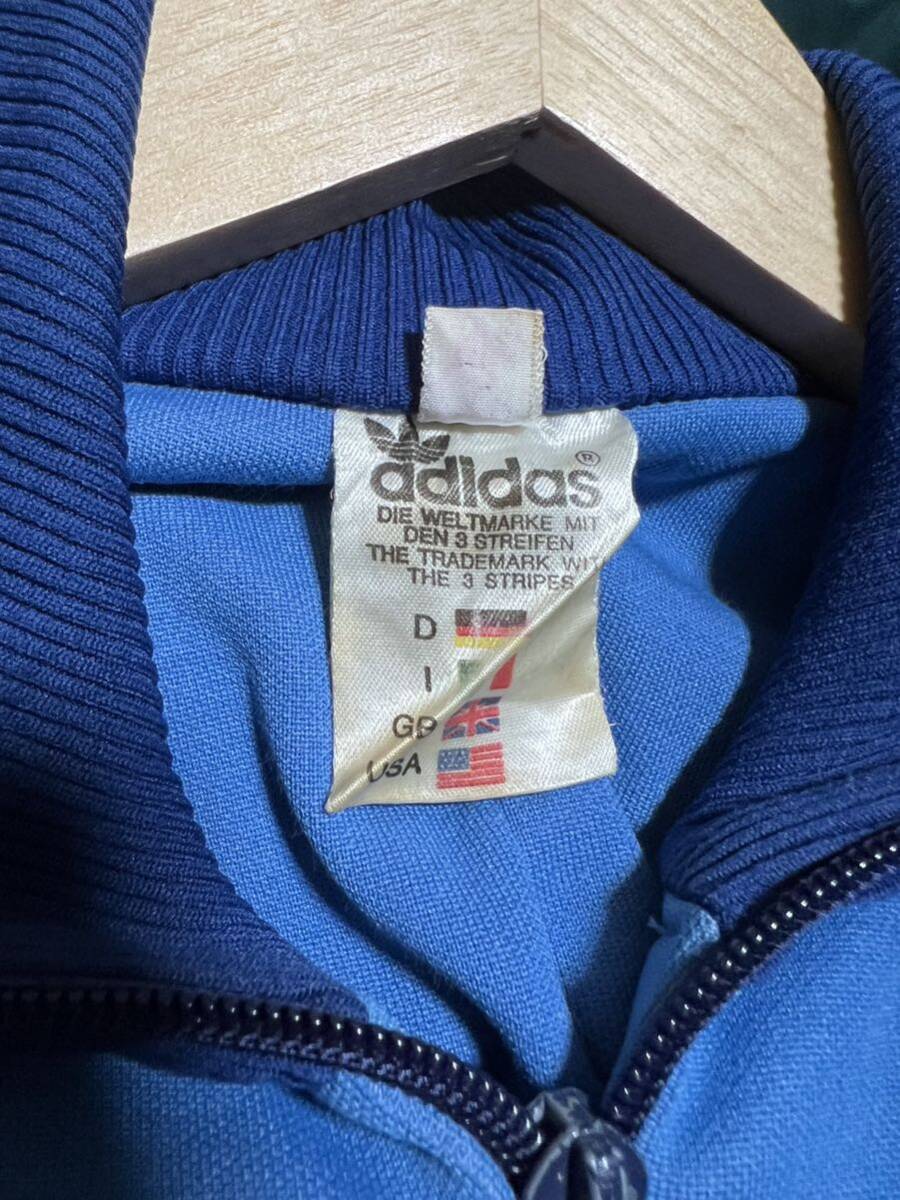 adidas®
DIE WELTMARKE MIT
DEN 3 STREIFEN
THE TRADEMARK WIT
THE 3 STRIPES
D
I
GB
USA